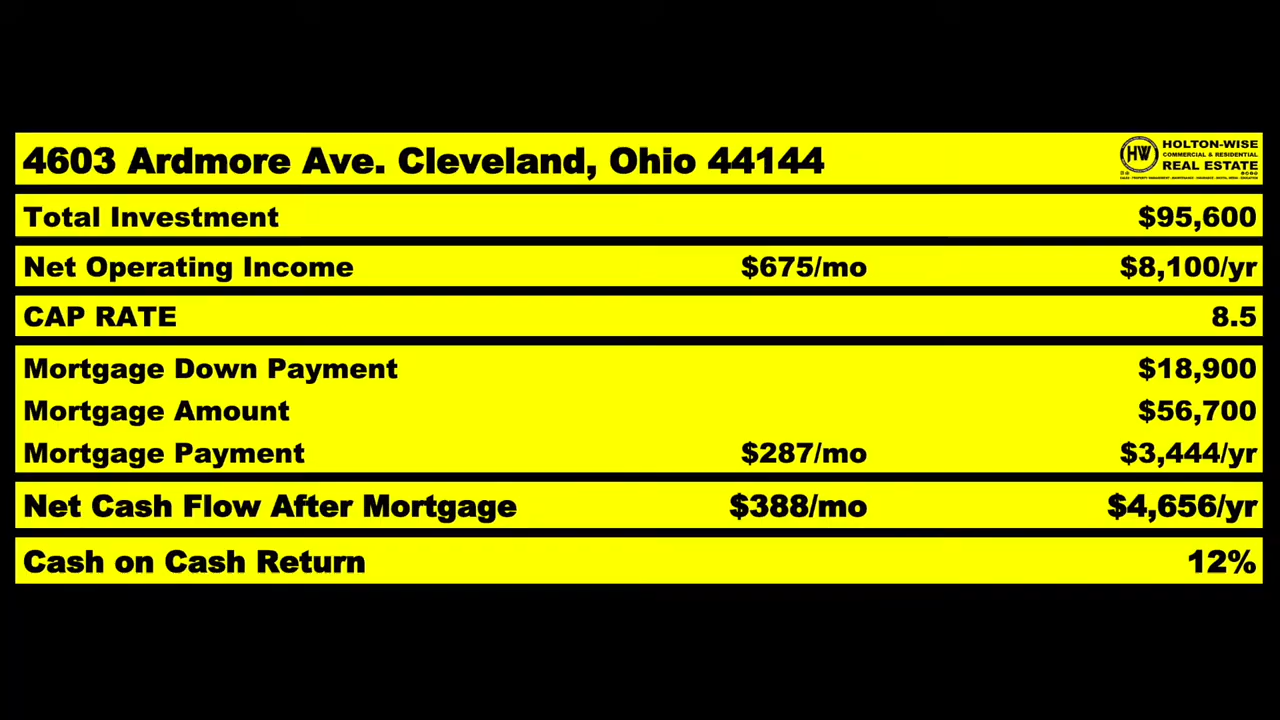 4603 Ardmore Ave. Cleveland, Ohio 44144
HW HOLTON-WISE
COMMERCIAL & RESIDENTIAL
REAL ESTATE
Total Investment $95,600
Net Operating Income $675/mo $8,100/yr
CAP RATE 8.5
Mortgage Down Payment $18,900
Mortgage Amount $56,700
Mortgage Payment $287/mo $3,444/yr
Net Cash Flow After Mortgage $388/mo $4,656/yr
Cash on Cash Return 12%